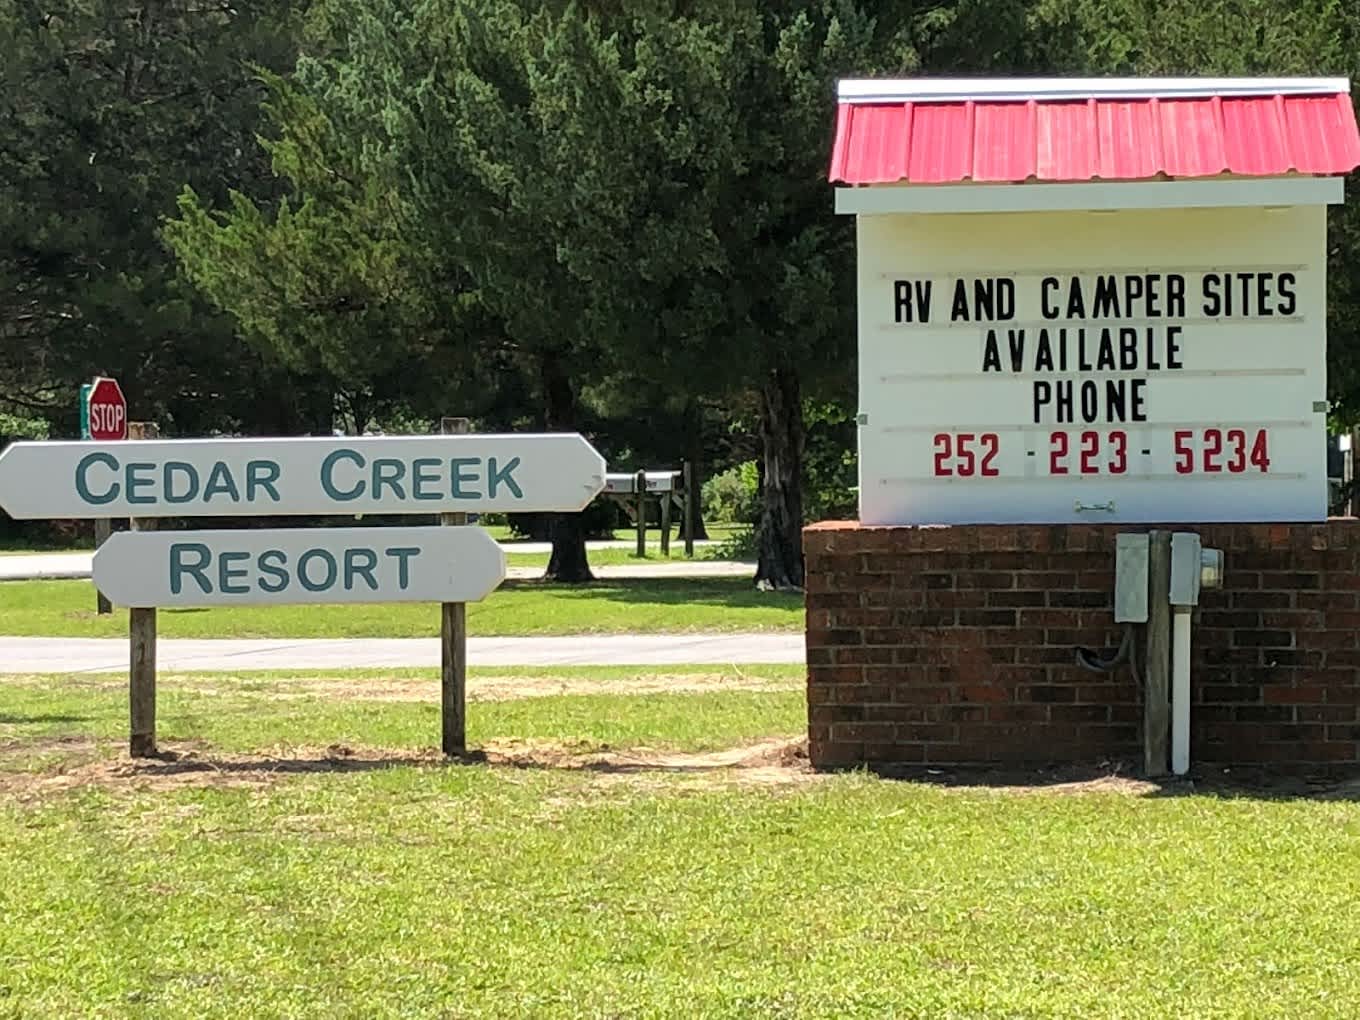 STOP
CEDAR CREEK
RESORT
RV AND CAMPER SITES
AVAILABLE
PHONE
252 - 223 - 5234